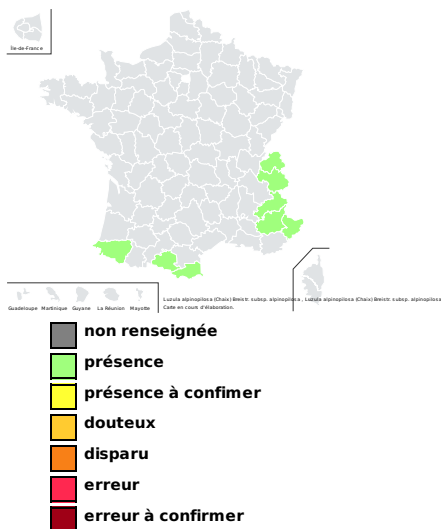 Île-de-France
Guadeloupe Martinique Guyane La Réunion Mayotte
Luzula alpinopilosa (Chaix) Breistr. subsp. alpinopilosa , Luzula alpinopilosa (Chaix) Breistr. subsp. alpinopilosa
Carte en cours d'élaboration.
non renseignée
présence
présence à confimer
douteux
disparu
erreur
erreur à confirmer